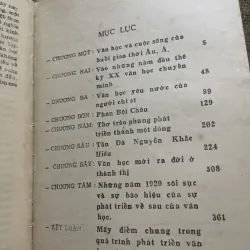 MỤC LỤC
— CHƯƠNG MỘT : Văn học và cuộc sống của
buổi giao thời Âu, Á. 5
— CHƯƠNG HAI : Văn những năm đầu thế
kỷ XX văn học chuyển
mình 48
— CHƯƠNG BA : Văn học yêu nước của
người chí sĩ 89
— CHƯƠNG BỐN : Phan Bội Châu 129
— CHƯƠNG NĂM : Thơ trào phúng phát
triển thành một dòng 202
— CHƯƠNG SÁU : Tản Đà Nguyễn Khắc
Hiếu 224
— CHƯƠNG BẢY : Văn học mới ra đời ở
thành thị 308
— CHƯƠNG TÁM : Những năm 1920 sôi sục
và sự báo hiệu của sự
phát triển về sau của văn
học. 361
— KẾT LUẬN : Mấy điểm chung trong
quá trình phát triển văn